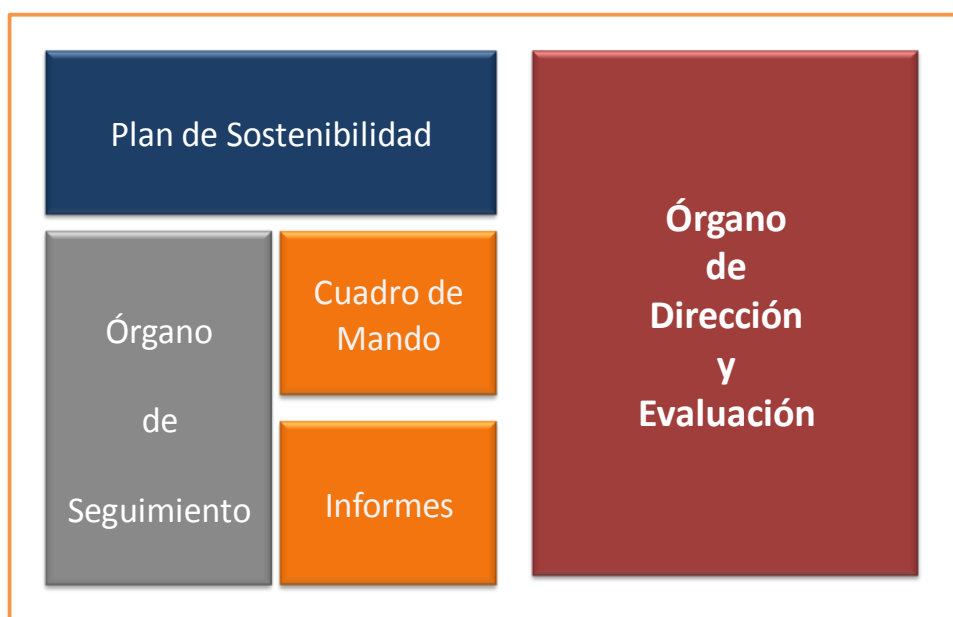 Plan de Sostenibilidad
Órgano
de
Seguimiento
Cuadro de
Mando
Informes
Órgano
de
Dirección
y
Evaluación